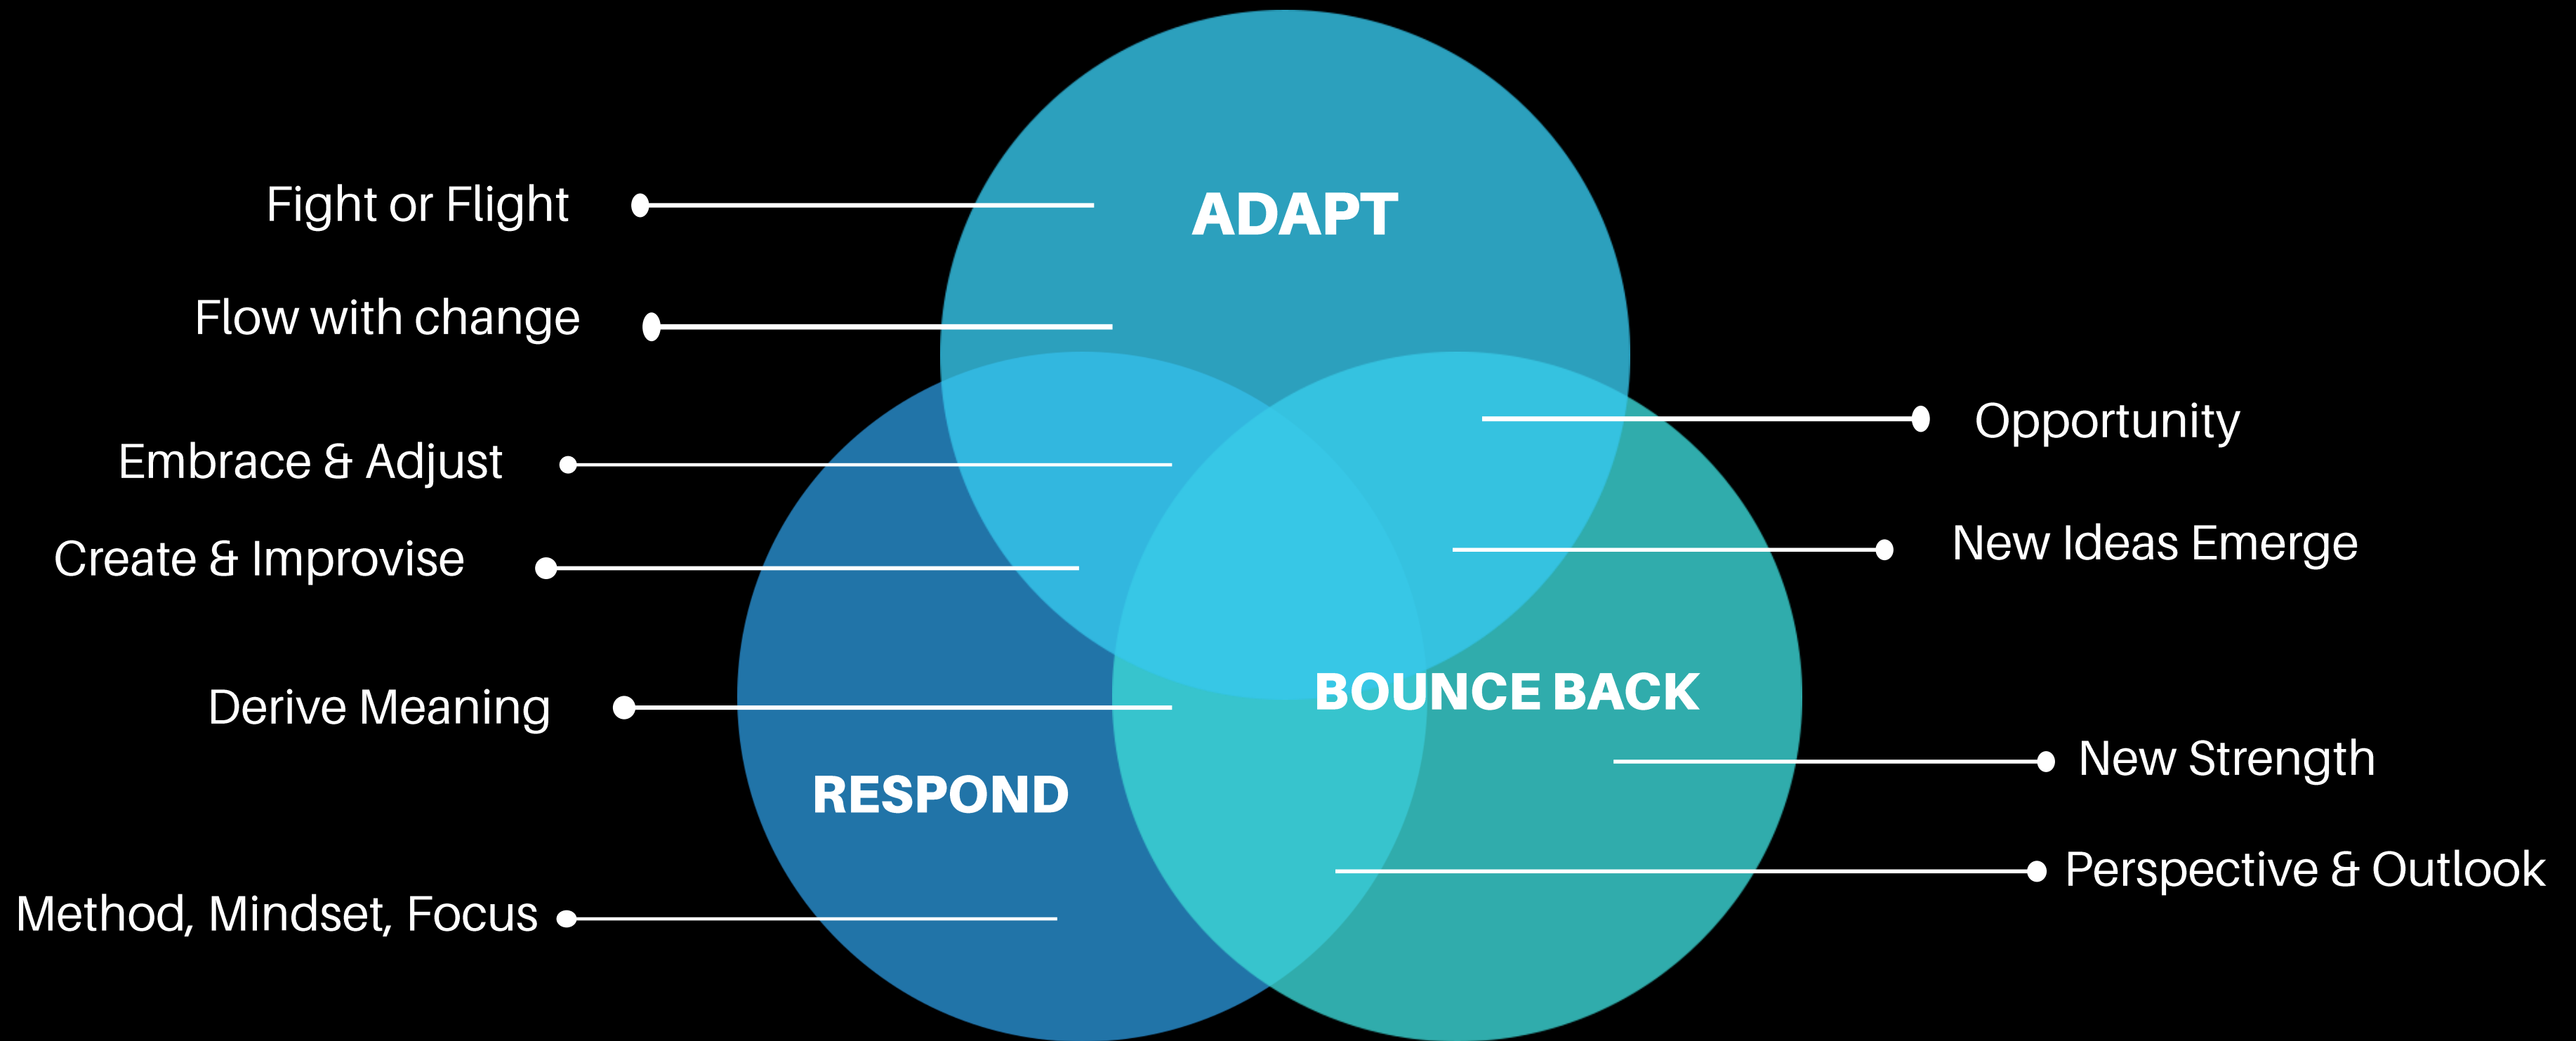 Fight or Flight
ADAPT
Flow with change
Embrace & Adjust
Create & Improvise
Derive Meaning
RESPOND
Method, Mindset, Focus
Opportunity
New Ideas Emerge
BOUNCE BACK
New Strength
Perspective & Outlook